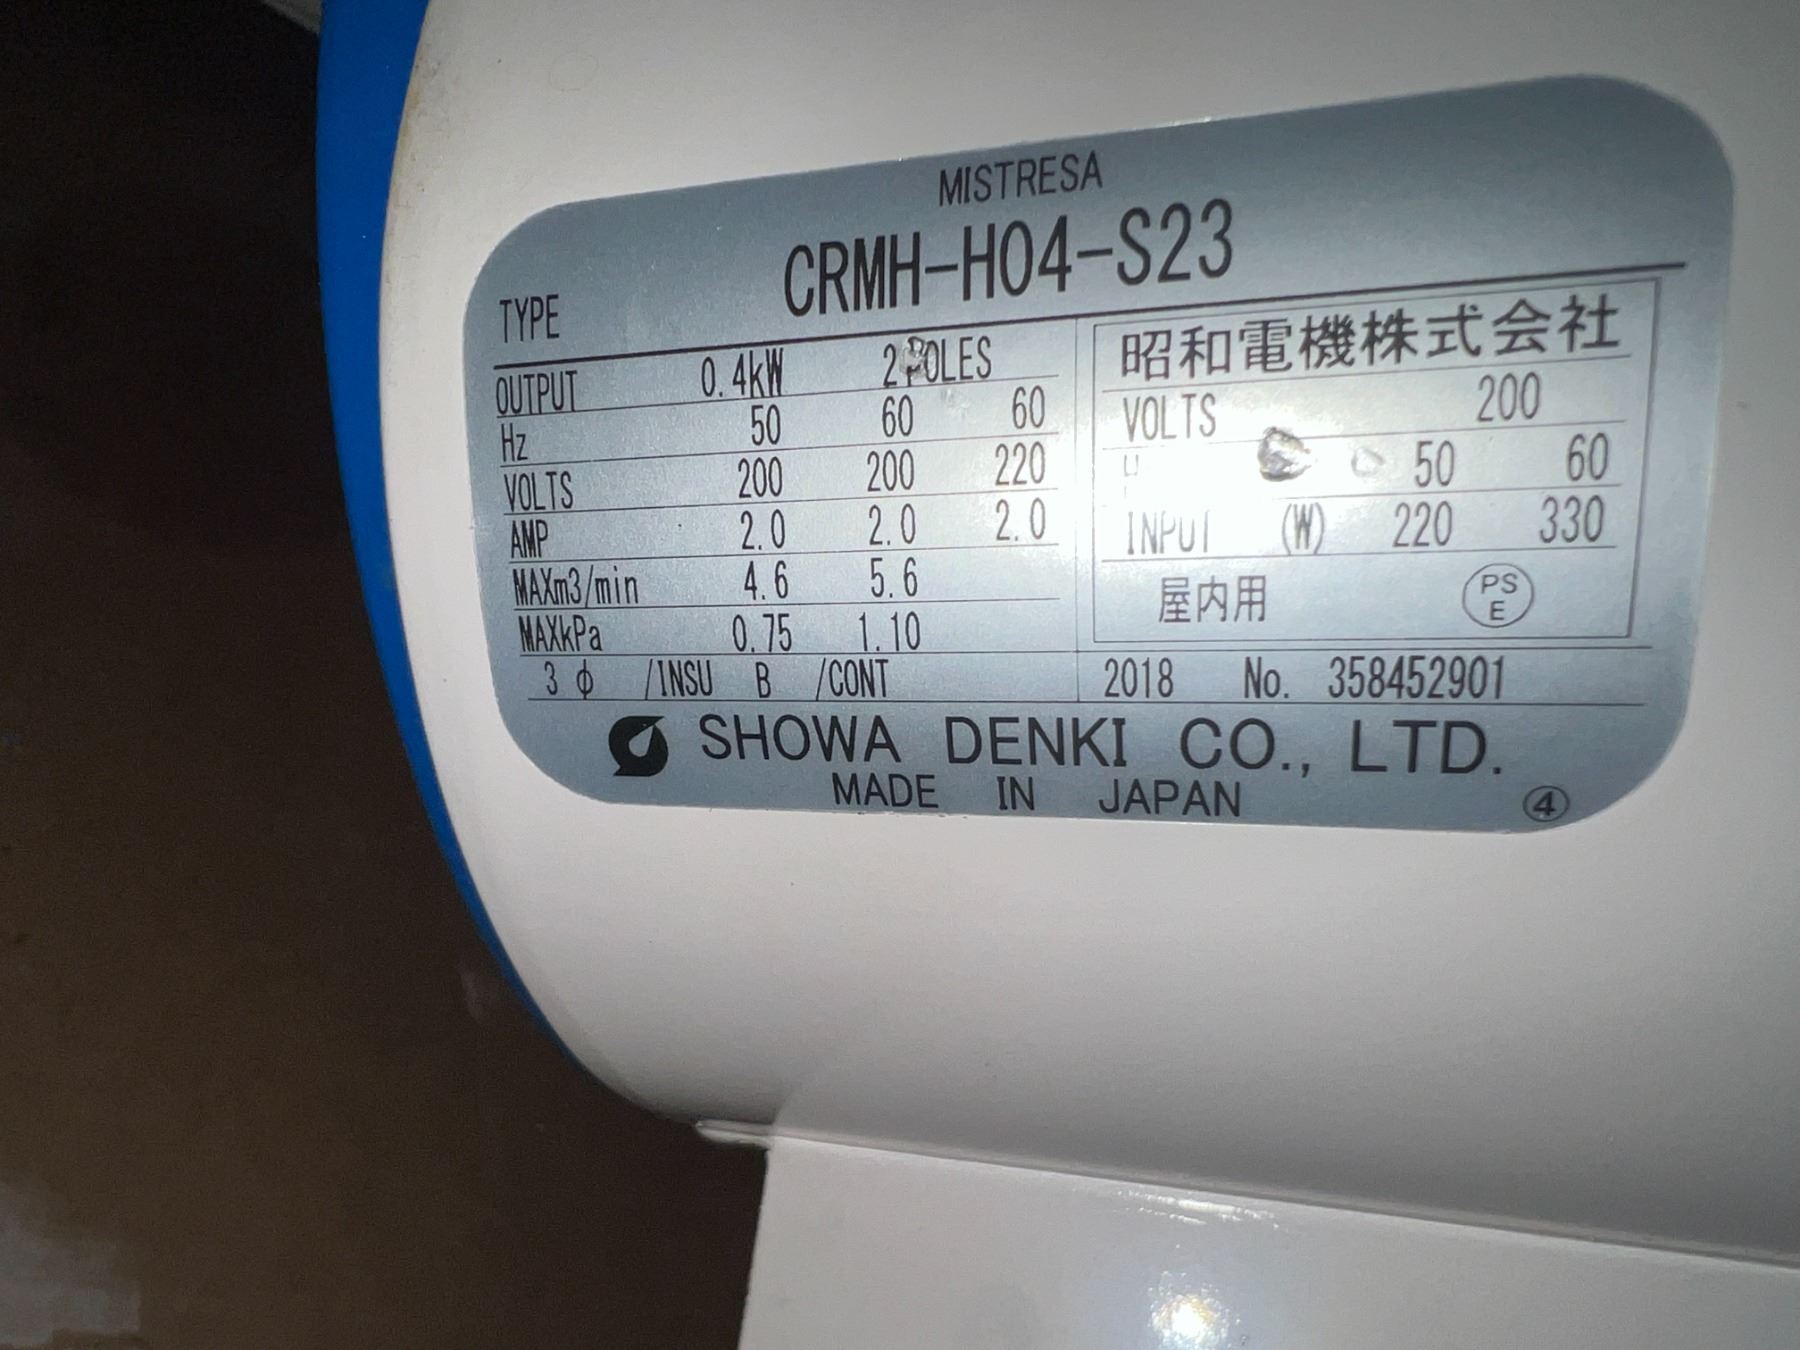 MISTRESA
TYPE CRMH-H04-S23
OUTPUT 0.4kW 2 POLES
Hz 50 60 60
VOLTS 200 200 220
AMP 2.0 2.0 2.0
MAXm3/min 4.6 5.6
MAXkPa 0.75 1.10
3 φ /INSU B /CONT
昭和電機株式会社
VOLTS 200
50 60
INPUT (W) 220 330
屋内用 PS E
2018 No. 358452901
SHOWA DENKI CO., LTD.
MADE IN JAPAN ④